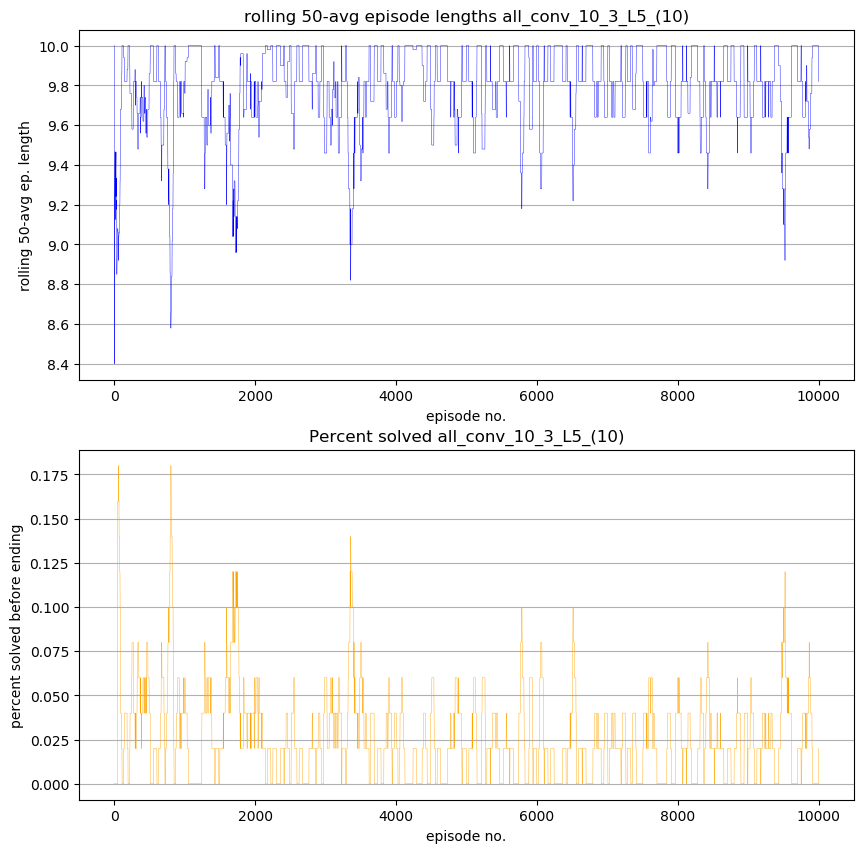 rolling 50-avg episode lengths all_conv_10_3_L5_(10)
10.0
9.8
9.6
9.4
9.2
9.0
8.8
8.6
8.4
rolling 50-avg ep. length
0 2000 4000 6000 8000 10000
episode no.
Percent solved all_conv_10_3_L5_(10)
0.175
0.150
0.125
0.100
0.075
0.050
0.025
0.000
percent solved before ending
0 2000 4000 6000 8000 10000
episode no.